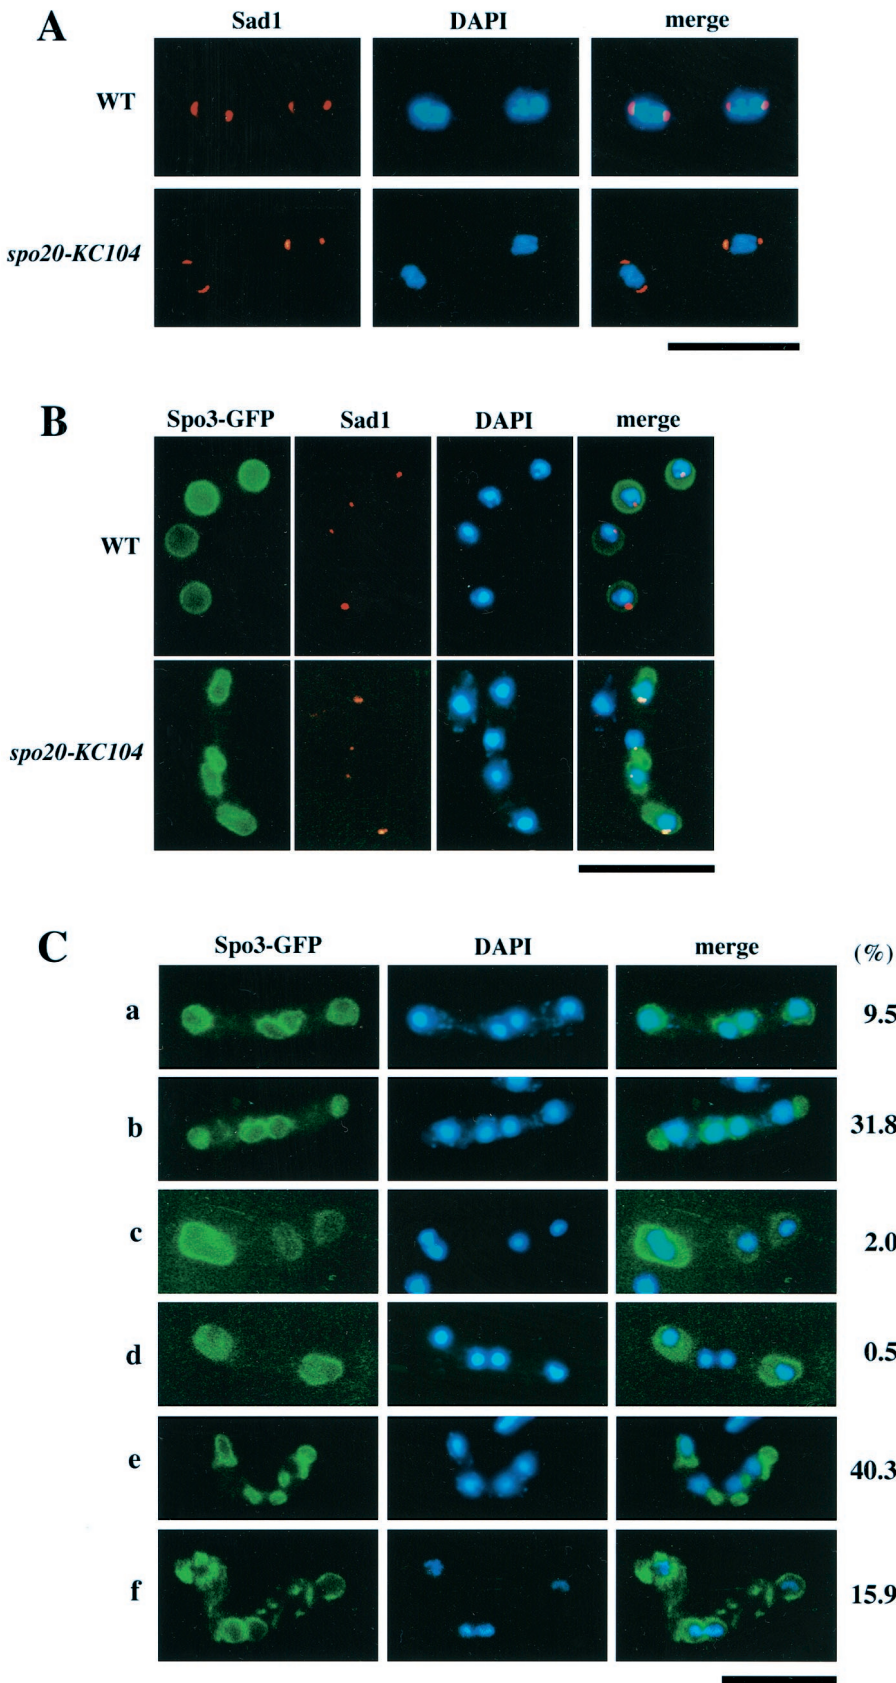 A
Sad1 DAPI merge
WT
spo20-KC104
B
Spo3-GFP Sad1 DAPI merge
WT
spo20-KC104
C
Spo3-GFP DAPI merge (%)
a 9.5
b 31.8
c 2.0
d 0.5
e 40.3
f 15.9